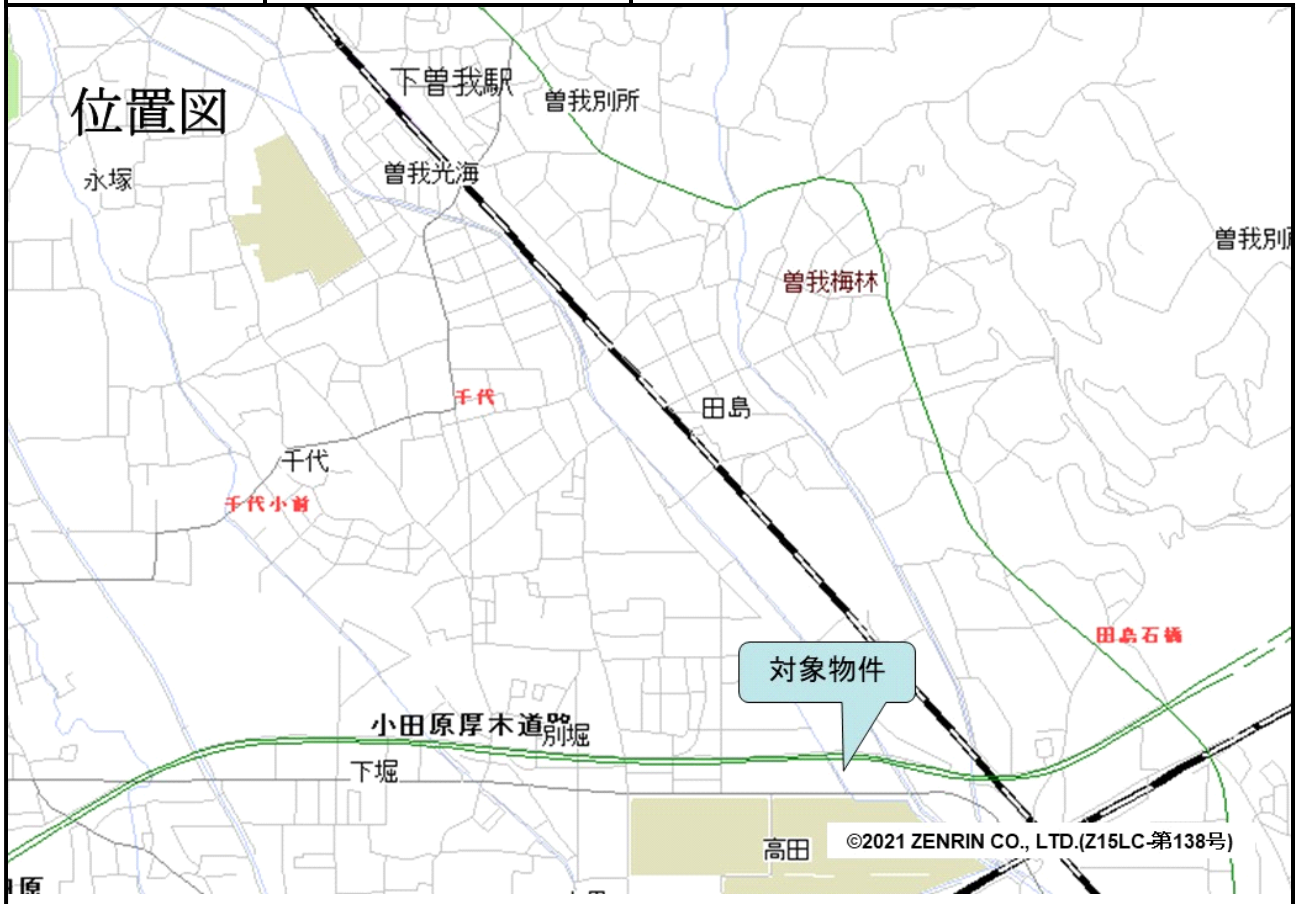 位置図
下曽我駅
曽我別所
永塚
曽我光海
曽我別
曽我梅林
千代
田島
千代
千代小前
田島石橋
対象物件
小田原厚木道路
別堀
下堀
高田
©2021 ZENRIN CO., LTD.(Z15LC-第138号)